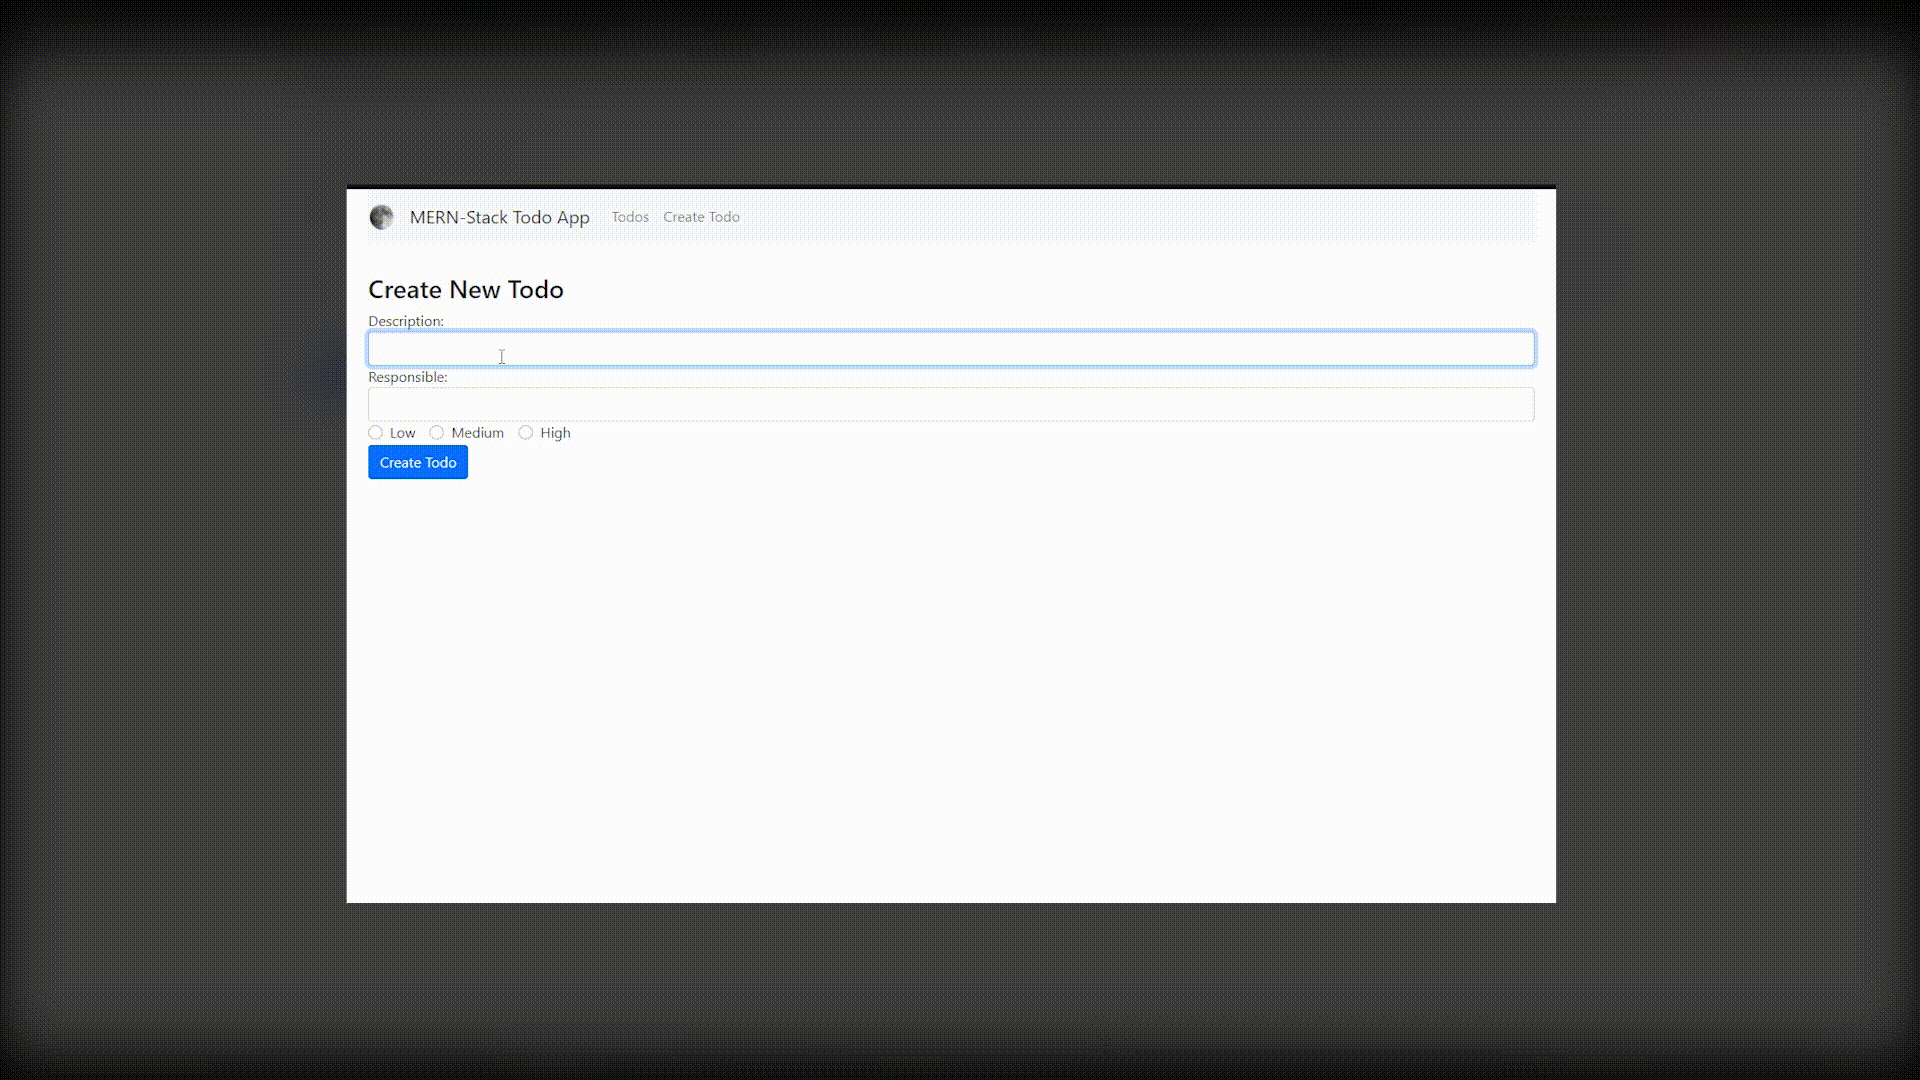 MERN-Stack Todo App Todos Create Todo
Create New Todo
Description:
Responsible:
Low Medium High
Create Todo